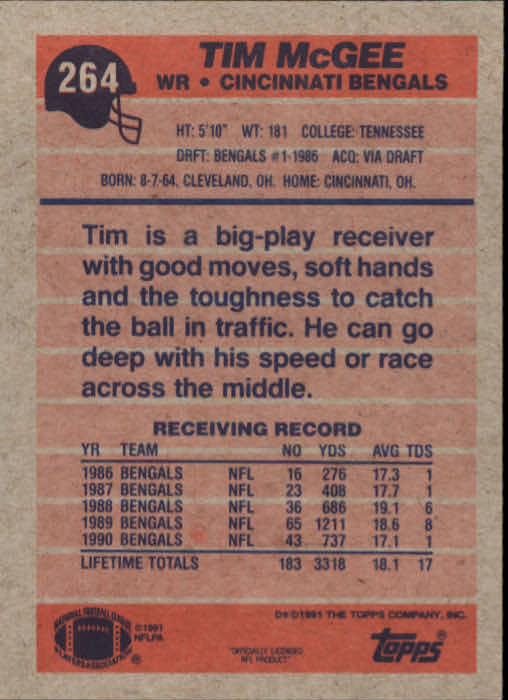 264
TIM McGEE
WR • CINCINNATI BENGALS
HT: 5'10" WT: 181 COLLEGE: TENNESSEE
DRFT: BENGALS #1-1986 ACQ: VIA DRAFT
BORN: 8-7-64, CLEVELAND, OH. HOME: CINCINNATI, OH.
Tim is a big-play receiver
with good moves, soft hands
and the toughness to catch
the ball in traffic. He can go
deep with his speed or race
across the middle.
RECEIVING RECORD
YR TEAM NO YDS AVG TDS
1986 BENGALS NFL 16 276 17.3 1
1987 BENGALS NFL 23 408 17.7 1
1988 BENGALS NFL 36 686 19.1 6
1989 BENGALS NFL 65 1211 18.6 8
1990 BENGALS NFL 43 737 17.1 1
LIFETIME TOTALS 183 3318 18.1 17
NATIONAL FOOTBALL LEAGUE
PLAYERS ASSOCIATION
©1991
NFLPA
D* ©1991 THE TOPPS COMPANY, INC.
"OFFICIALLY LICENSED
NFL PRODUCT"
topps®